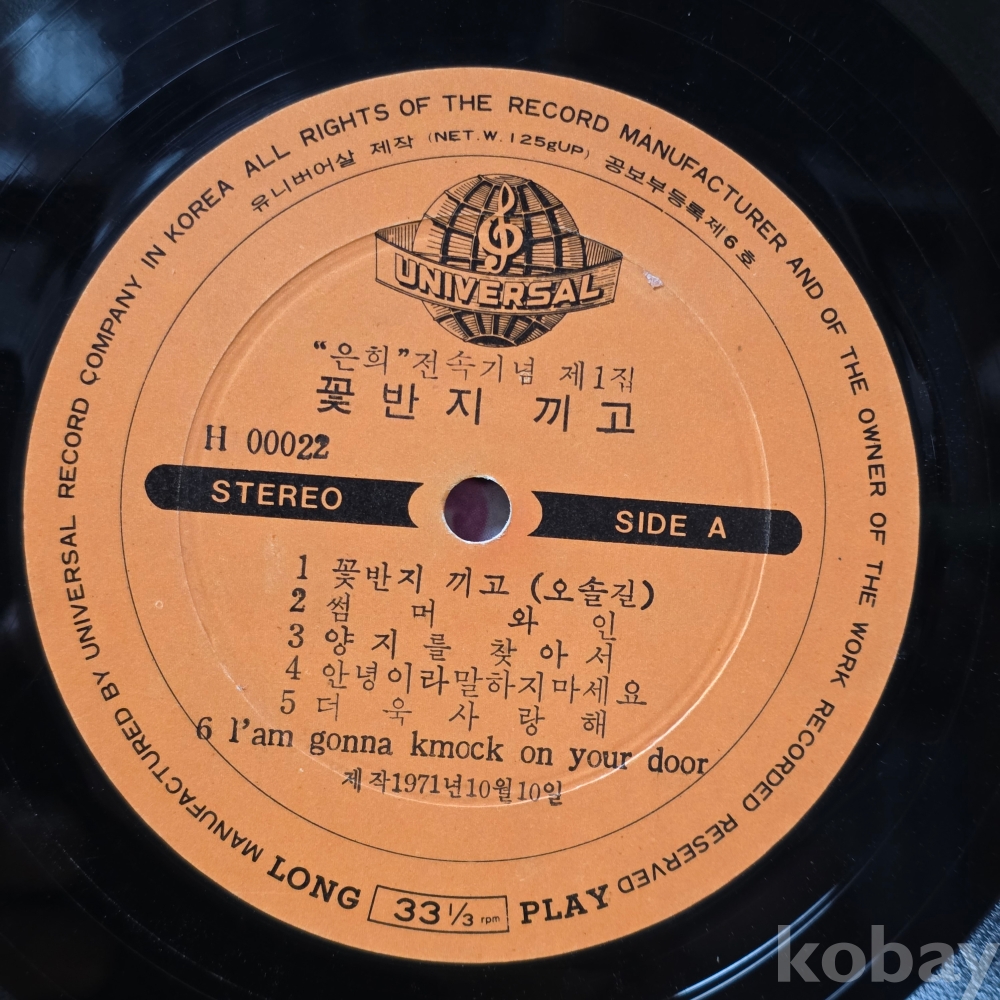 MANUFACTURED BY UNIVERSAL RECORD COMPANY IN KOREA ALL RIGHTS OF THE RECORD MANUFACTURER AND OF THE OWNER OF THE WORK RECORDED RESERVED
유니버어살 제작 (NET.W. 125gUP) 공보부등록제6호
UNIVERSAL
“은희”전속기념 제1집
꽃반지 끼고
H 00022
STEREO
SIDE A
1 꽃반지 끼고 (오솔길)
2 썸머와인
3 양지를 찾아서
4 안녕이라말하지마세요
5 더욱사랑해
6 l'am gonna kmock on your door
제작1971년10월10일
LONG 33 1/3 rpm PLAY
kobay